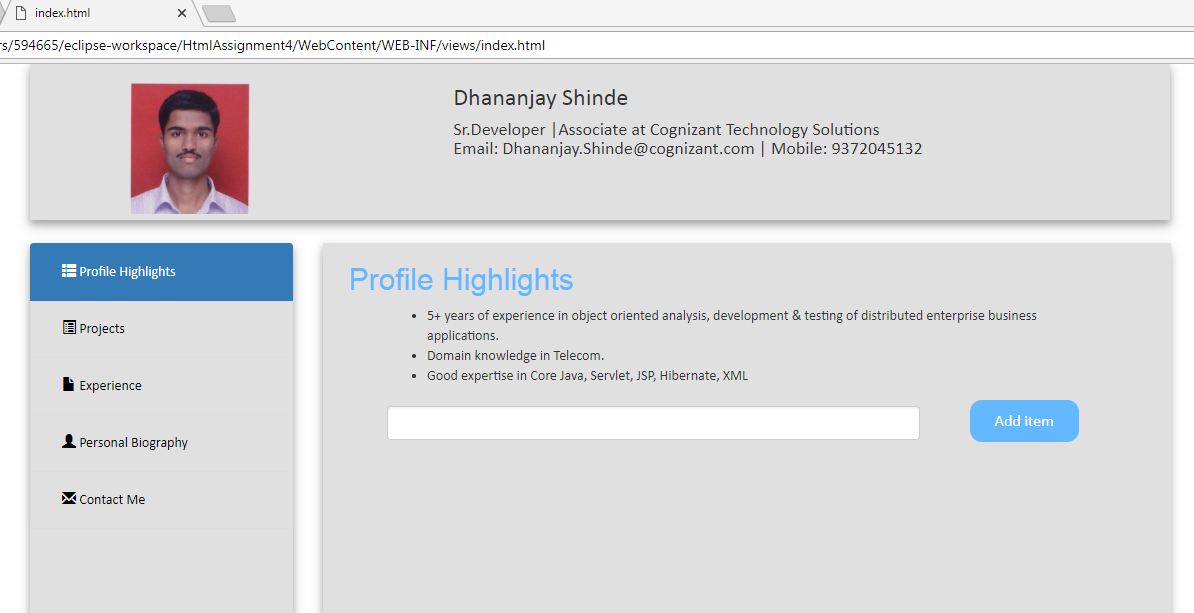 index.html
rs/594665/eclipse-workspace/HtmlAssignment4/WebContent/WEB-INF/views/index.html
Dhananjay Shinde
Sr.Developer |Associate at Cognizant Technology Solutions
Email: Dhananjay.Shinde@cognizant.com | Mobile: 9372045132
Profile Highlights
Projects
Experience
Personal Biography
Contact Me
Profile Highlights
5+ years of experience in object oriented analysis, development & testing of distributed enterprise business
applications.
Domain knowledge in Telecom.
Good expertise in Core Java, Servlet, JSP, Hibernate, XML
Add item